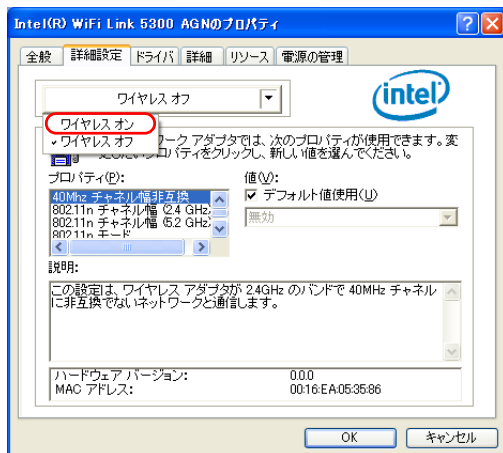 Intel(R) WiFi Link 5300 AGNのプロパティ
全般 詳細設定 ドライバ 詳細 リソース 電源の管理
ワイヤレス オフ
intel
ワイヤレス オン
ワイヤレス オフ
ワーク アダプタでは、次のプロパティが使用できます。変
更したいプロパティをクリックし、新しい値を選んでください。
プロパティ(P):
値(V):
40Mhz チャネル幅非互換
デフォルト値使用(U)
802.11n チャネル幅 (2.4 GHz)
無効
802.11n チャネル幅 (5.2 GHz)
802.11n モード
説明:
この設定は、ワイヤレス アダプタが 2.4GHz のバンドで 40MHz チャネル
に非互換でないネットワークと通信します。
ハードウェア バージョン: 0.0.0
MAC アドレス: 00:16:EA:05:35:86
OK キャンセル